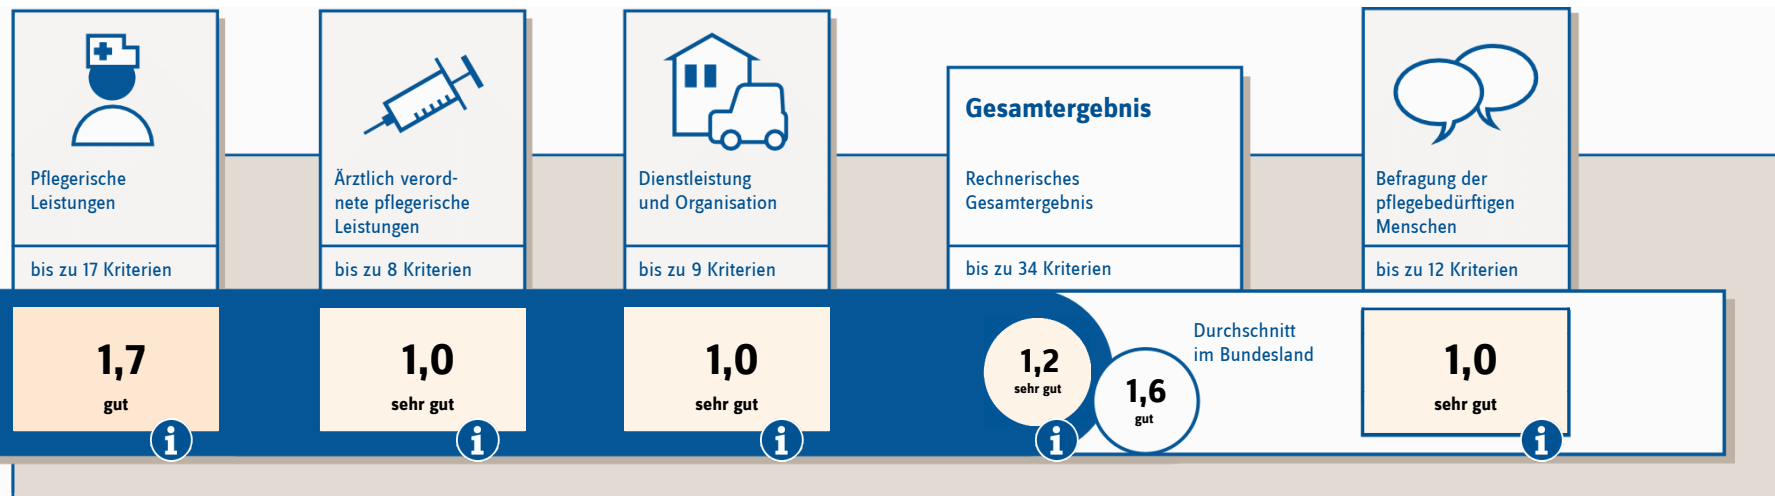 Pflegerische
Leistungen
bis zu 17 Kriterien
1,7
gut
Ärztlich verord-
nete pflegerische
Leistungen
bis zu 8 Kriterien
1,0
sehr gut
Dienstleistung
und Organisation
bis zu 9 Kriterien
1,0
sehr gut
Gesamtergebnis
Rechnerisches
Gesamtergebnis
bis zu 34 Kriterien
1,2
sehr gut
1,6
gut
Durchschnitt
im Bundesland
Befragung der
pflegebedürftigen
Menschen
bis zu 12 Kriterien
1,0
sehr gut